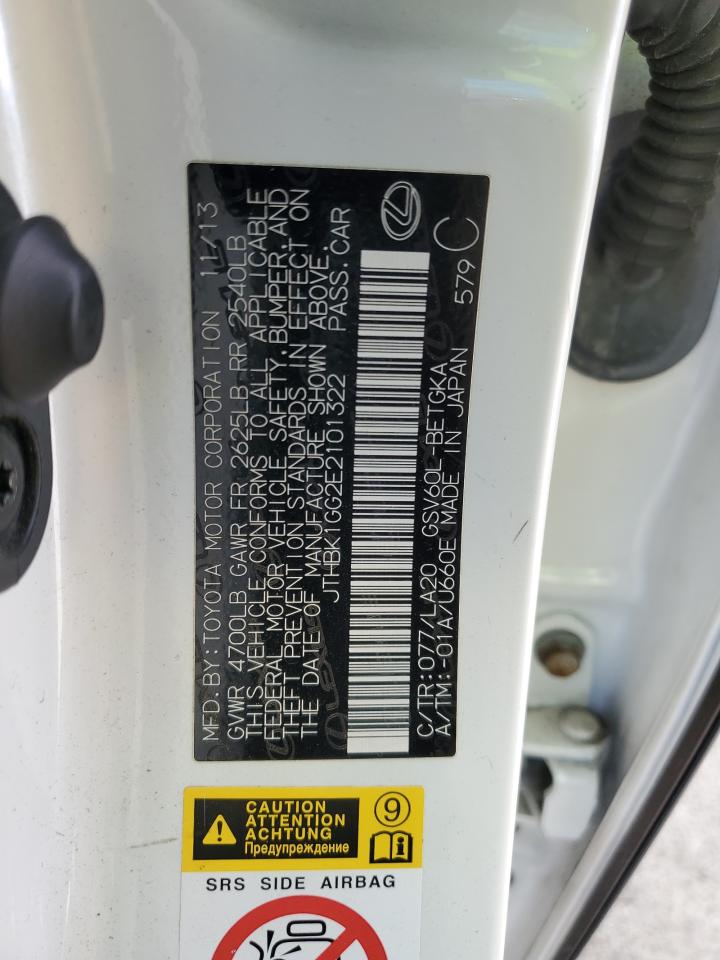 MFD.BY:TOYOTA MOTOR CORPORATION 11/13
GVWR 4700LB GAWR FR 2625LB RR 2540LB
THIS VEHICLE CONFORMS TO ALL APPLICABLE
FEDERAL MOTOR VEHICLE SAFETY,BUMPER,AND
THEFT PREVENTION STANDARDS IN EFFECT ON
THE DATE OF MANUFACTURE SHOWN ABOVE.
JTHBK1GG2E2101322 PASS.CAR
C/TR:077/LA20 GSV60L-BETGKA 579 C
A/TM:-01A/U660E MADE IN JAPAN
CAUTION
ATTENTION
ACHTUNG
Предупреждение
9
SRS SIDE AIRBAG